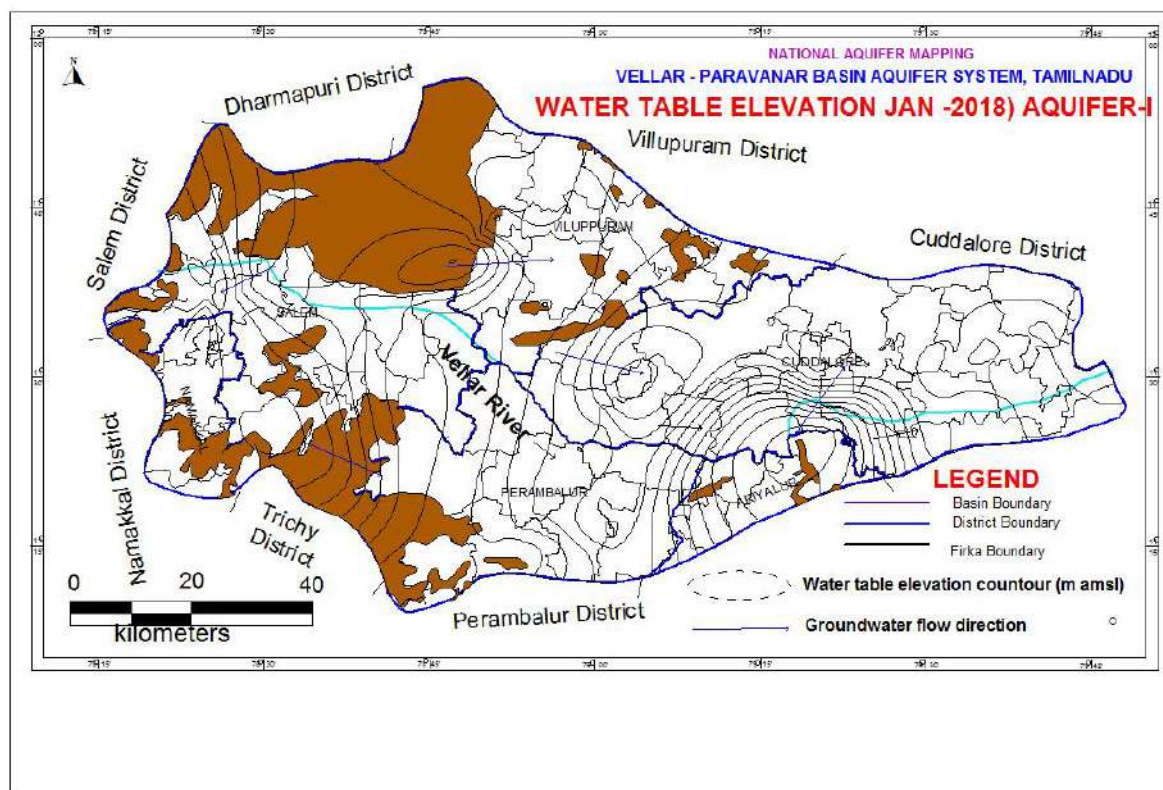 NATIONAL AQUIFER MAPPING
VELLAR - PARAVANAR BASIN AQUIFER SYSTEM, TAMILNADU
WATER TABLE ELEVATION JAN -2018) AQUIFER-I
N
Dharmapuri District
Villupuram District
Salem District
Cuddalore District
VILUPPURAM
SALEM
CUDDALORE
Vellar River
Namakkal District
PERAMBALUR
ARIYALUR
Trichy
District
Perambalur District
LEGEND
Basin Boundary
District Boundary
Firka Boundary
Water table elevation countour (m amsl)
Groundwater flow direction
0 20 40
kilometers